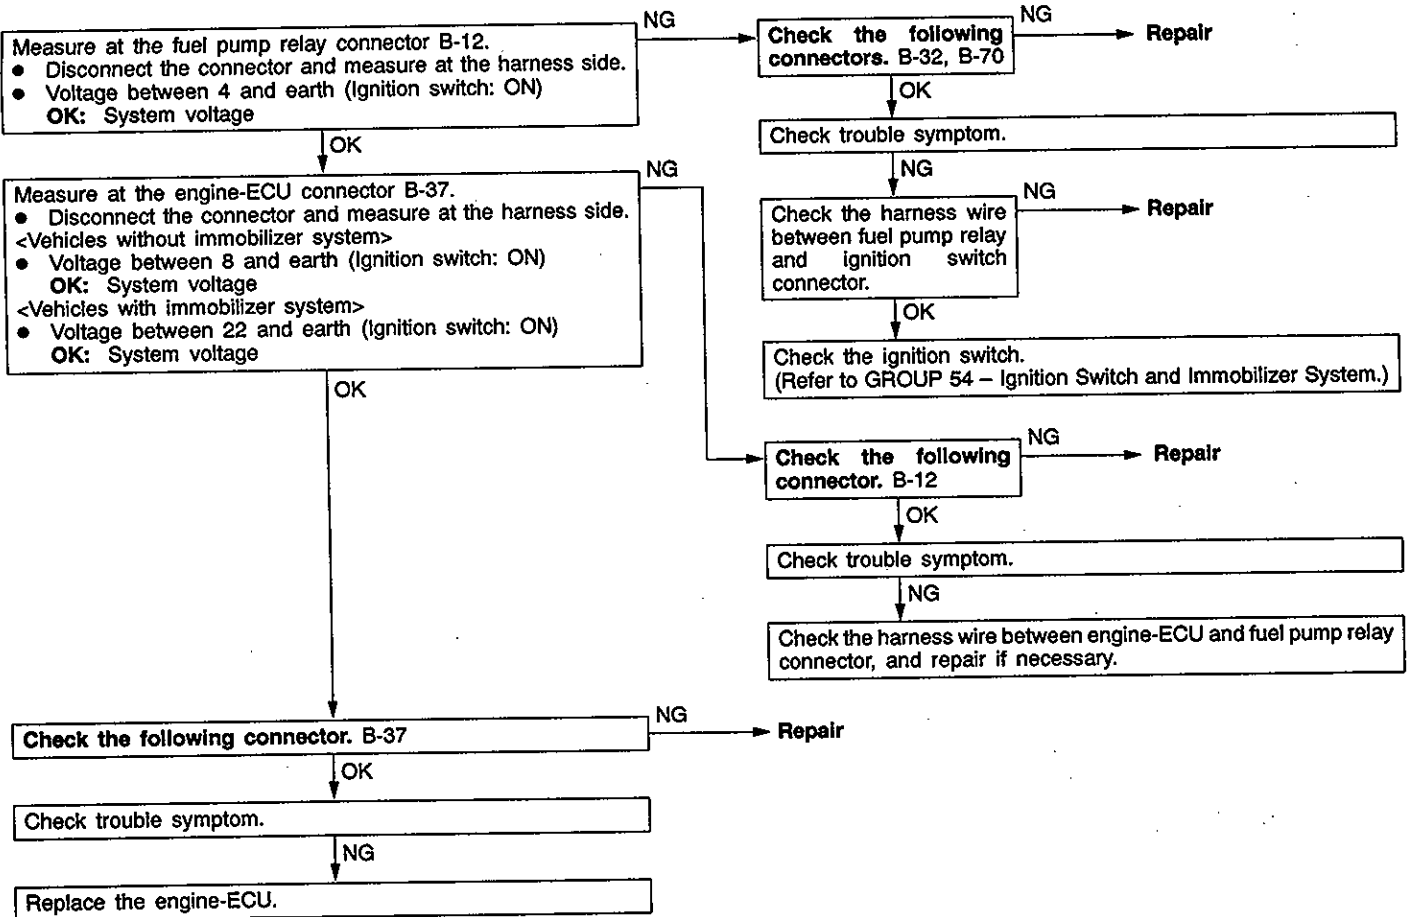 Measure at the fuel pump relay connector B-12.
● Disconnect the connector and measure at the harness side.
● Voltage between 4 and earth (Ignition switch: ON)
OK: System voltage
NG
Check the following
connectors. B-32, B-70
NG
Repair
OK
Check trouble symptom.
NG
Check the harness wire
between fuel pump relay
and ignition switch
connector.
NG
Repair
OK
Check the ignition switch.
(Refer to GROUP 54 – Ignition Switch and Immobilizer System.)
OK
Measure at the engine-ECU connector B-37.
● Disconnect the connector and measure at the harness side.
<Vehicles without immobilizer system>
● Voltage between 8 and earth (Ignition switch: ON)
OK: System voltage
<Vehicles with immobilizer system>
● Voltage between 22 and earth (Ignition switch: ON)
OK: System voltage
NG
Check the following
connector. B-12
NG
Repair
OK
Check trouble symptom.
NG
Check the harness wire between engine-ECU and fuel pump relay
connector, and repair if necessary.
OK
Check the following connector. B-37
NG
Repair
OK
Check trouble symptom.
NG
Replace the engine-ECU.